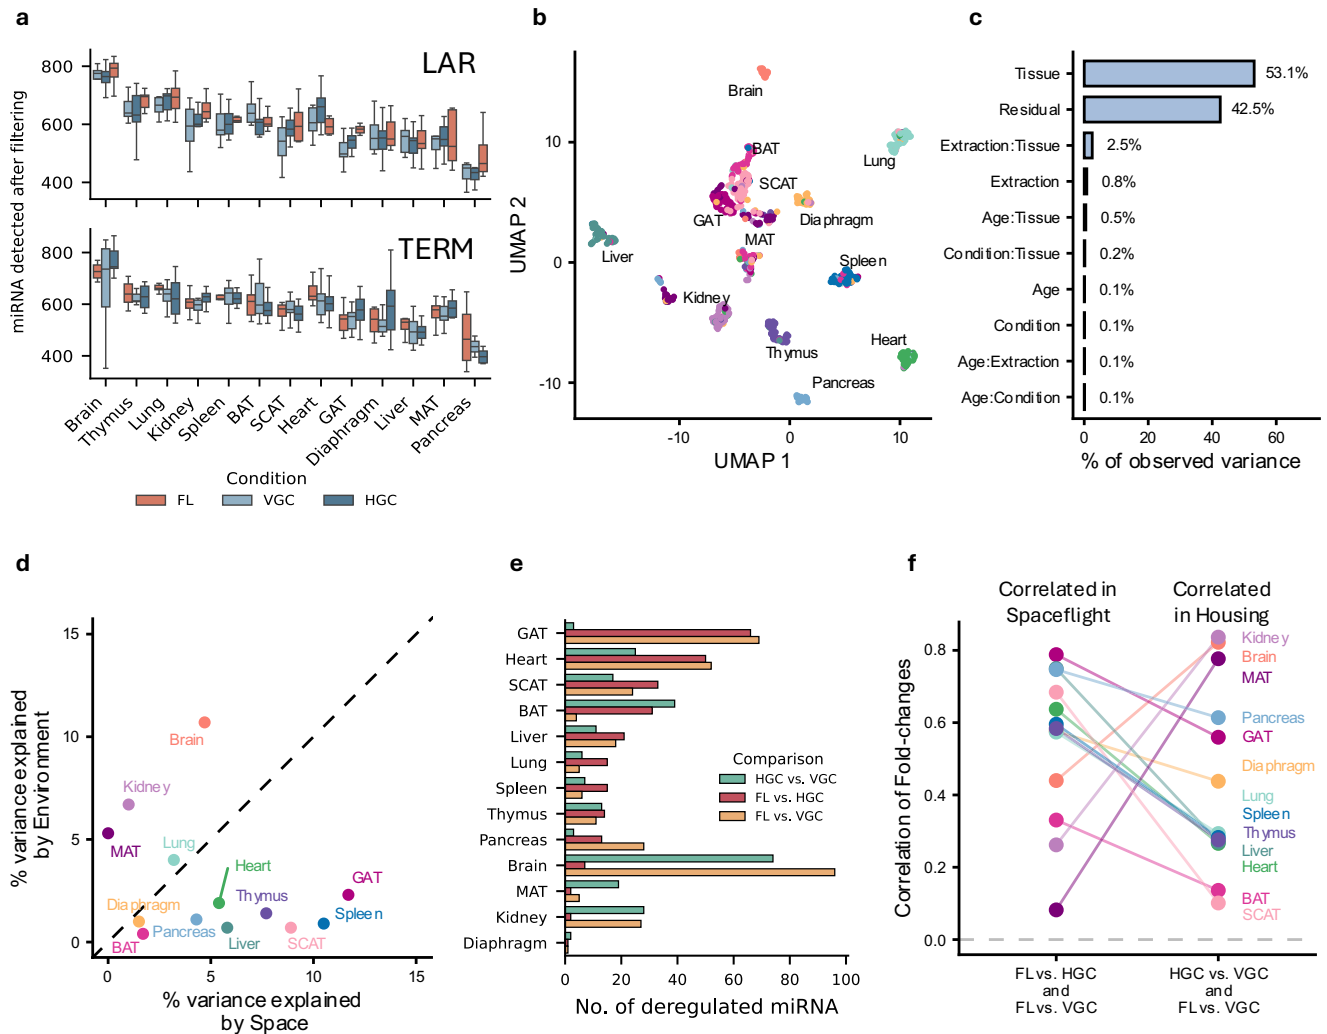 a
LAR
miRNA detected after filtering
800
600
400
TERM
800
600
400
Brain
Thymus
Lung
Kidney
Spleen
BAT
SCAT
Heart
GAT
Diaphragm
Liver
MAT
Pancreas
Condition
FL
VGC
HGC
b
UMAP 2
10
0
-10
Brain
Lung
BAT
SCAT
GAT
Diaphragm
MAT
Liver
Spleen
Kidney
Thymus
Heart
Pancreas
-10
0
10
UMAP 1
c
Tissue
53.1%
Residual
42.5%
Extraction:Tissue
2.5%
Extraction
0.8%
Age:Tissue
0.5%
Condition:Tissue
0.2%
Age
0.1%
Condition
0.1%
Age:Extraction
0.1%
Age:Condition
0.1%
0
20
40
60
% of observed variance
d
% variance explained
by Environment
15
10
5
0
Brain
Kidney
MAT
Lung
Heart
GAT
Thymus
Diaphragm
Spleen
Pancreas
BAT
Liver
SCAT
0
5
10
15
% variance explained
by Space
e
GAT
Heart
SCAT
BAT
Liver
Lung
Spleen
Thymus
Pancreas
Brain
MAT
Kidney
Diaphragm
Comparison
HGC vs. VGC
FL vs. HGC
FL vs. VGC
0
20
40
60
80
100
No. of deregulated miRNA
f
Correlated in
Spaceflight
Correlated
in Housing
Correlation of Fold-changes
0.8
0.6
0.4
0.2
0.0
Kidney
Brain
MAT
Pancreas
GAT
Diaphragm
Lung
Spleen
Thymus
Liver
Heart
BAT
SCAT
FL vs. HGC
and
FL vs. VGC
HGC vs. VGC
and
FL vs. VGC